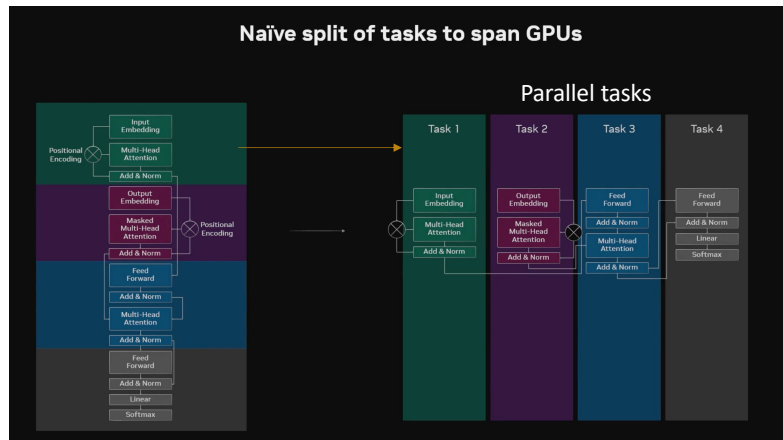 Naïve split of tasks to span GPUs
Input
Embedding
Positional
Encoding
Multi-Head
Attention
Add & Norm
Output
Embedding
Masked
Multi-Head
Attention
Positional
Encoding
Add & Norm
Feed
Forward
Add & Norm
Multi-Head
Attention
Add & Norm
Feed
Forward
Add & Norm
Linear
Softmax
Parallel tasks
Task 1
Input
Embedding
Multi-Head
Attention
Add & Norm
Task 2
Output
Embedding
Masked
Multi-Head
Attention
Add & Norm
Task 3
Feed
Forward
Add & Norm
Multi-Head
Attention
Add & Norm
Task 4
Feed
Forward
Add & Norm
Linear
Softmax